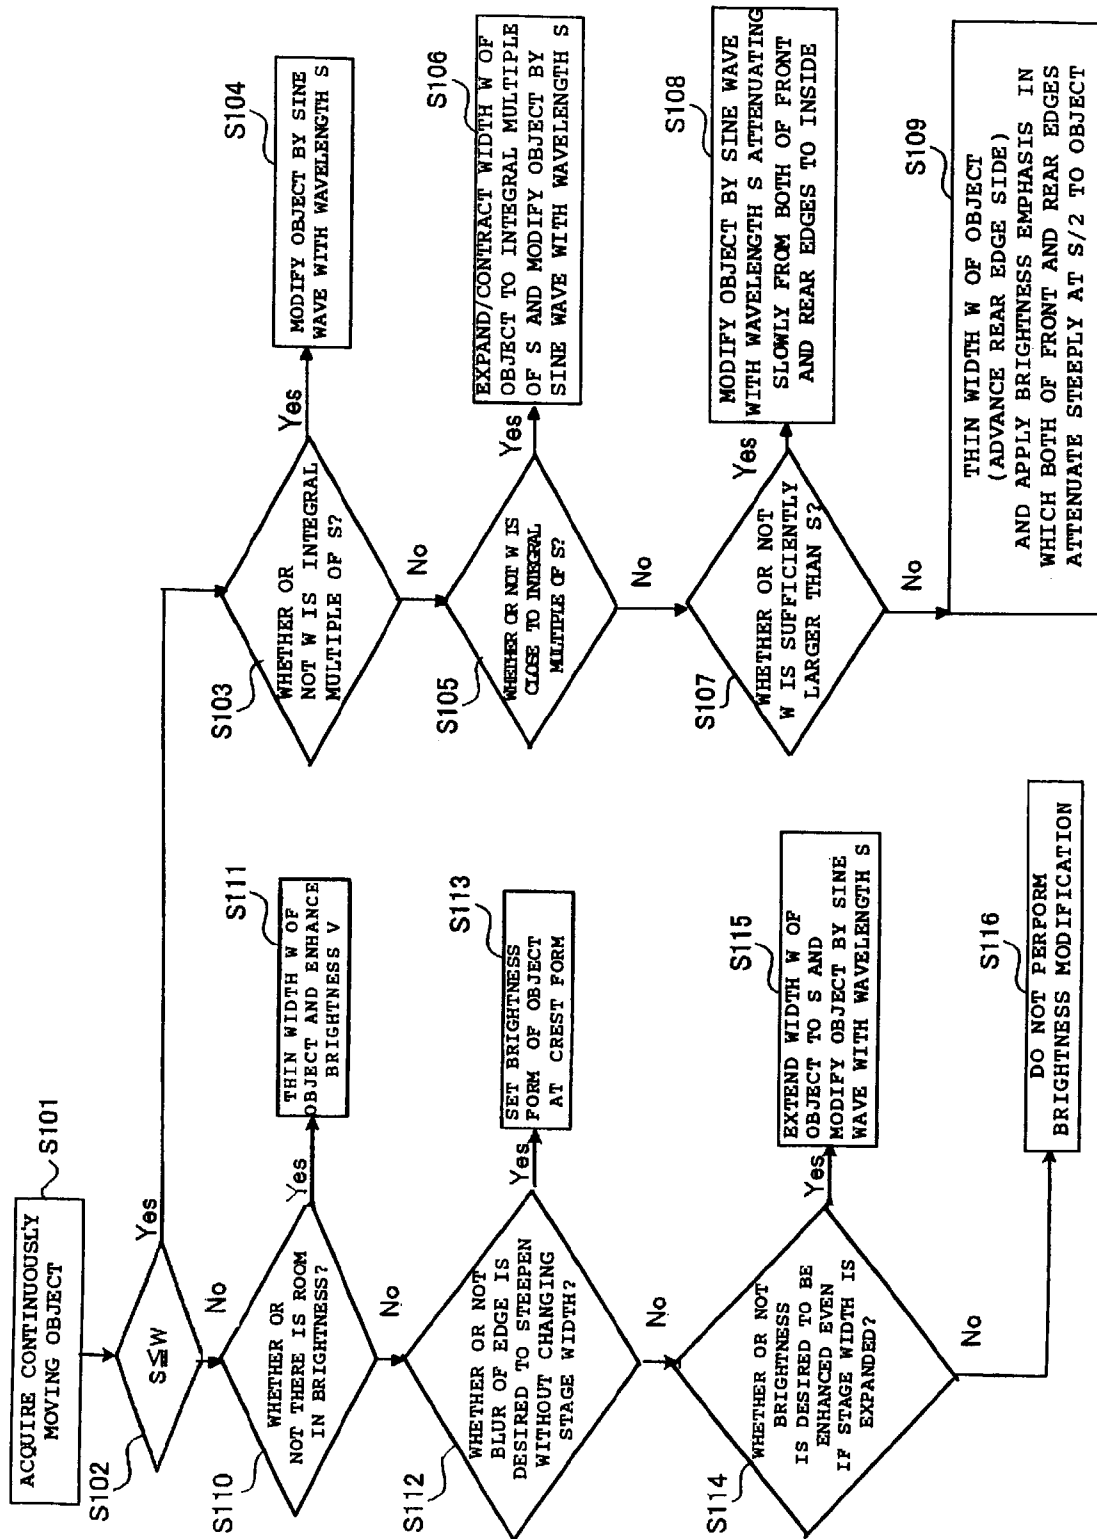 ACQUIRE CONTINUOUSLY
MOVING OBJECT
S101
S102
S≦W
Yes
No
WHETHER OR
NOT W IS INTEGRAL
MULTIPLE OF S?
S103
Yes
No
MODIFY OBJECT BY SINE
WAVE WITH WAVELENGTH S
S104
WHETHER OR NOT W IS
CLOSE TO INTEGRAL
MULTIPLE OF S?
S105
Yes
No
EXPAND/CONTRACT WIDTH W OF
OBJECT TO INTEGRAL MULTIPLE
OF S AND MODIFY OBJECT BY
SINE WAVE WITH WAVELENGTH S
S106
WHETHER OR NOT
W IS SUFFICIENTLY
LARGER THAN S?
S107
Yes
No
MODIFY OBJECT BY SINE WAVE
WITH WAVELENGTH S ATTENUATING
SLOWLY FROM BOTH OF FRONT
AND REAR EDGES TO INSIDE
S108
THIN WIDTH W OF OBJECT
(ADVANCE REAR EDGE SIDE)
AND APPLY BRIGHTNESS EMPHASIS IN
WHICH BOTH OF FRONT AND REAR EDGES
ATTENUATE STEEPLY AT S/2 TO OBJECT
S109
WHETHER OR
NOT THERE IS ROOM
IN BRIGHTNESS?
S110
Yes
No
THIN WIDTH W OF
OBJECT AND ENHANCE
BRIGHTNESS V
S111
WHETHER OR NOT
BLUR OF EDGE IS
DESIRED TO STEEPEN
WITHOUT CHANGING
STAGE WIDTH?
S112
Yes
No
SET BRIGHTNESS
FORM OF OBJECT
AT CREST FORM
S113
WHETHER OR NOT
BRIGHTNESS
IS DESIRED TO BE
ENHANCED EVEN
IF STAGE WIDTH IS
EXPANDED?
S114
Yes
No
EXTEND WIDTH W OF
OBJECT TO S AND
MODIFY OBJECT BY SINE
WAVE WITH WAVELENGTH S
S115
DO NOT PERFORM
BRIGHTNESS MODIFICATION
S116